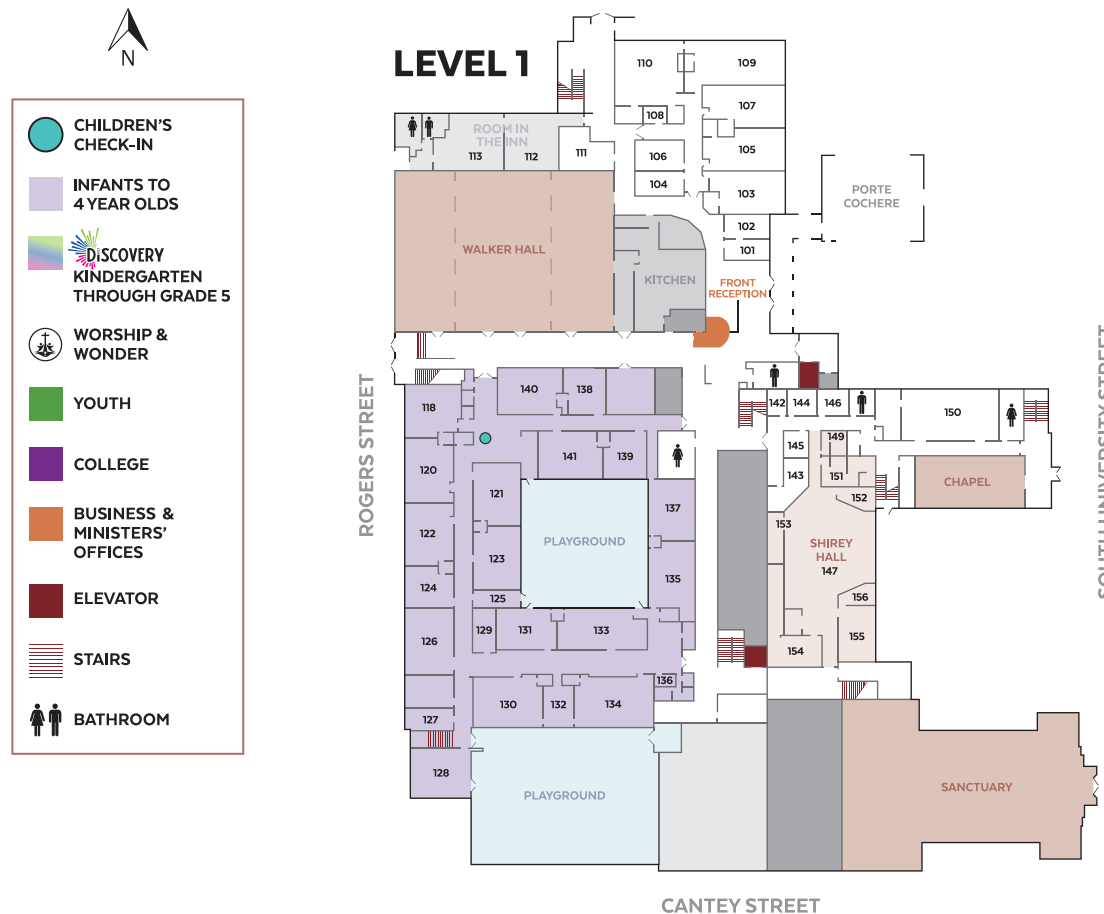 N
LEVEL 1
CHILDREN'S
CHECK-IN
INFANTS TO
4 YEAR OLDS
DiSCOVERY
KINDERGARTEN
THROUGH GRADE 5
WORSHIP &
WONDER
YOUTH
COLLEGE
BUSINESS &
MINISTERS'
OFFICES
ELEVATOR
STAIRS
BATHROOM
110
109
107
108
105
106
104
103
102
101
ROOM IN
THE INN
113
112
111
PORTE
COCHERE
WALKER HALL
KITCHEN
FRONT
RECEPTION
ROGERS STREET
SOUTH UNIVERSITY STREET
118
140
138
120
141
139
121
122
123
124
125
PLAYGROUND
137
135
126
129
131
133
136
130
132
134
127
128
PLAYGROUND
142
144
146
150
145
149
143
151
152
CHAPEL
153
SHIREY
HALL
147
156
155
154
SANCTUARY
CANTEY STREET